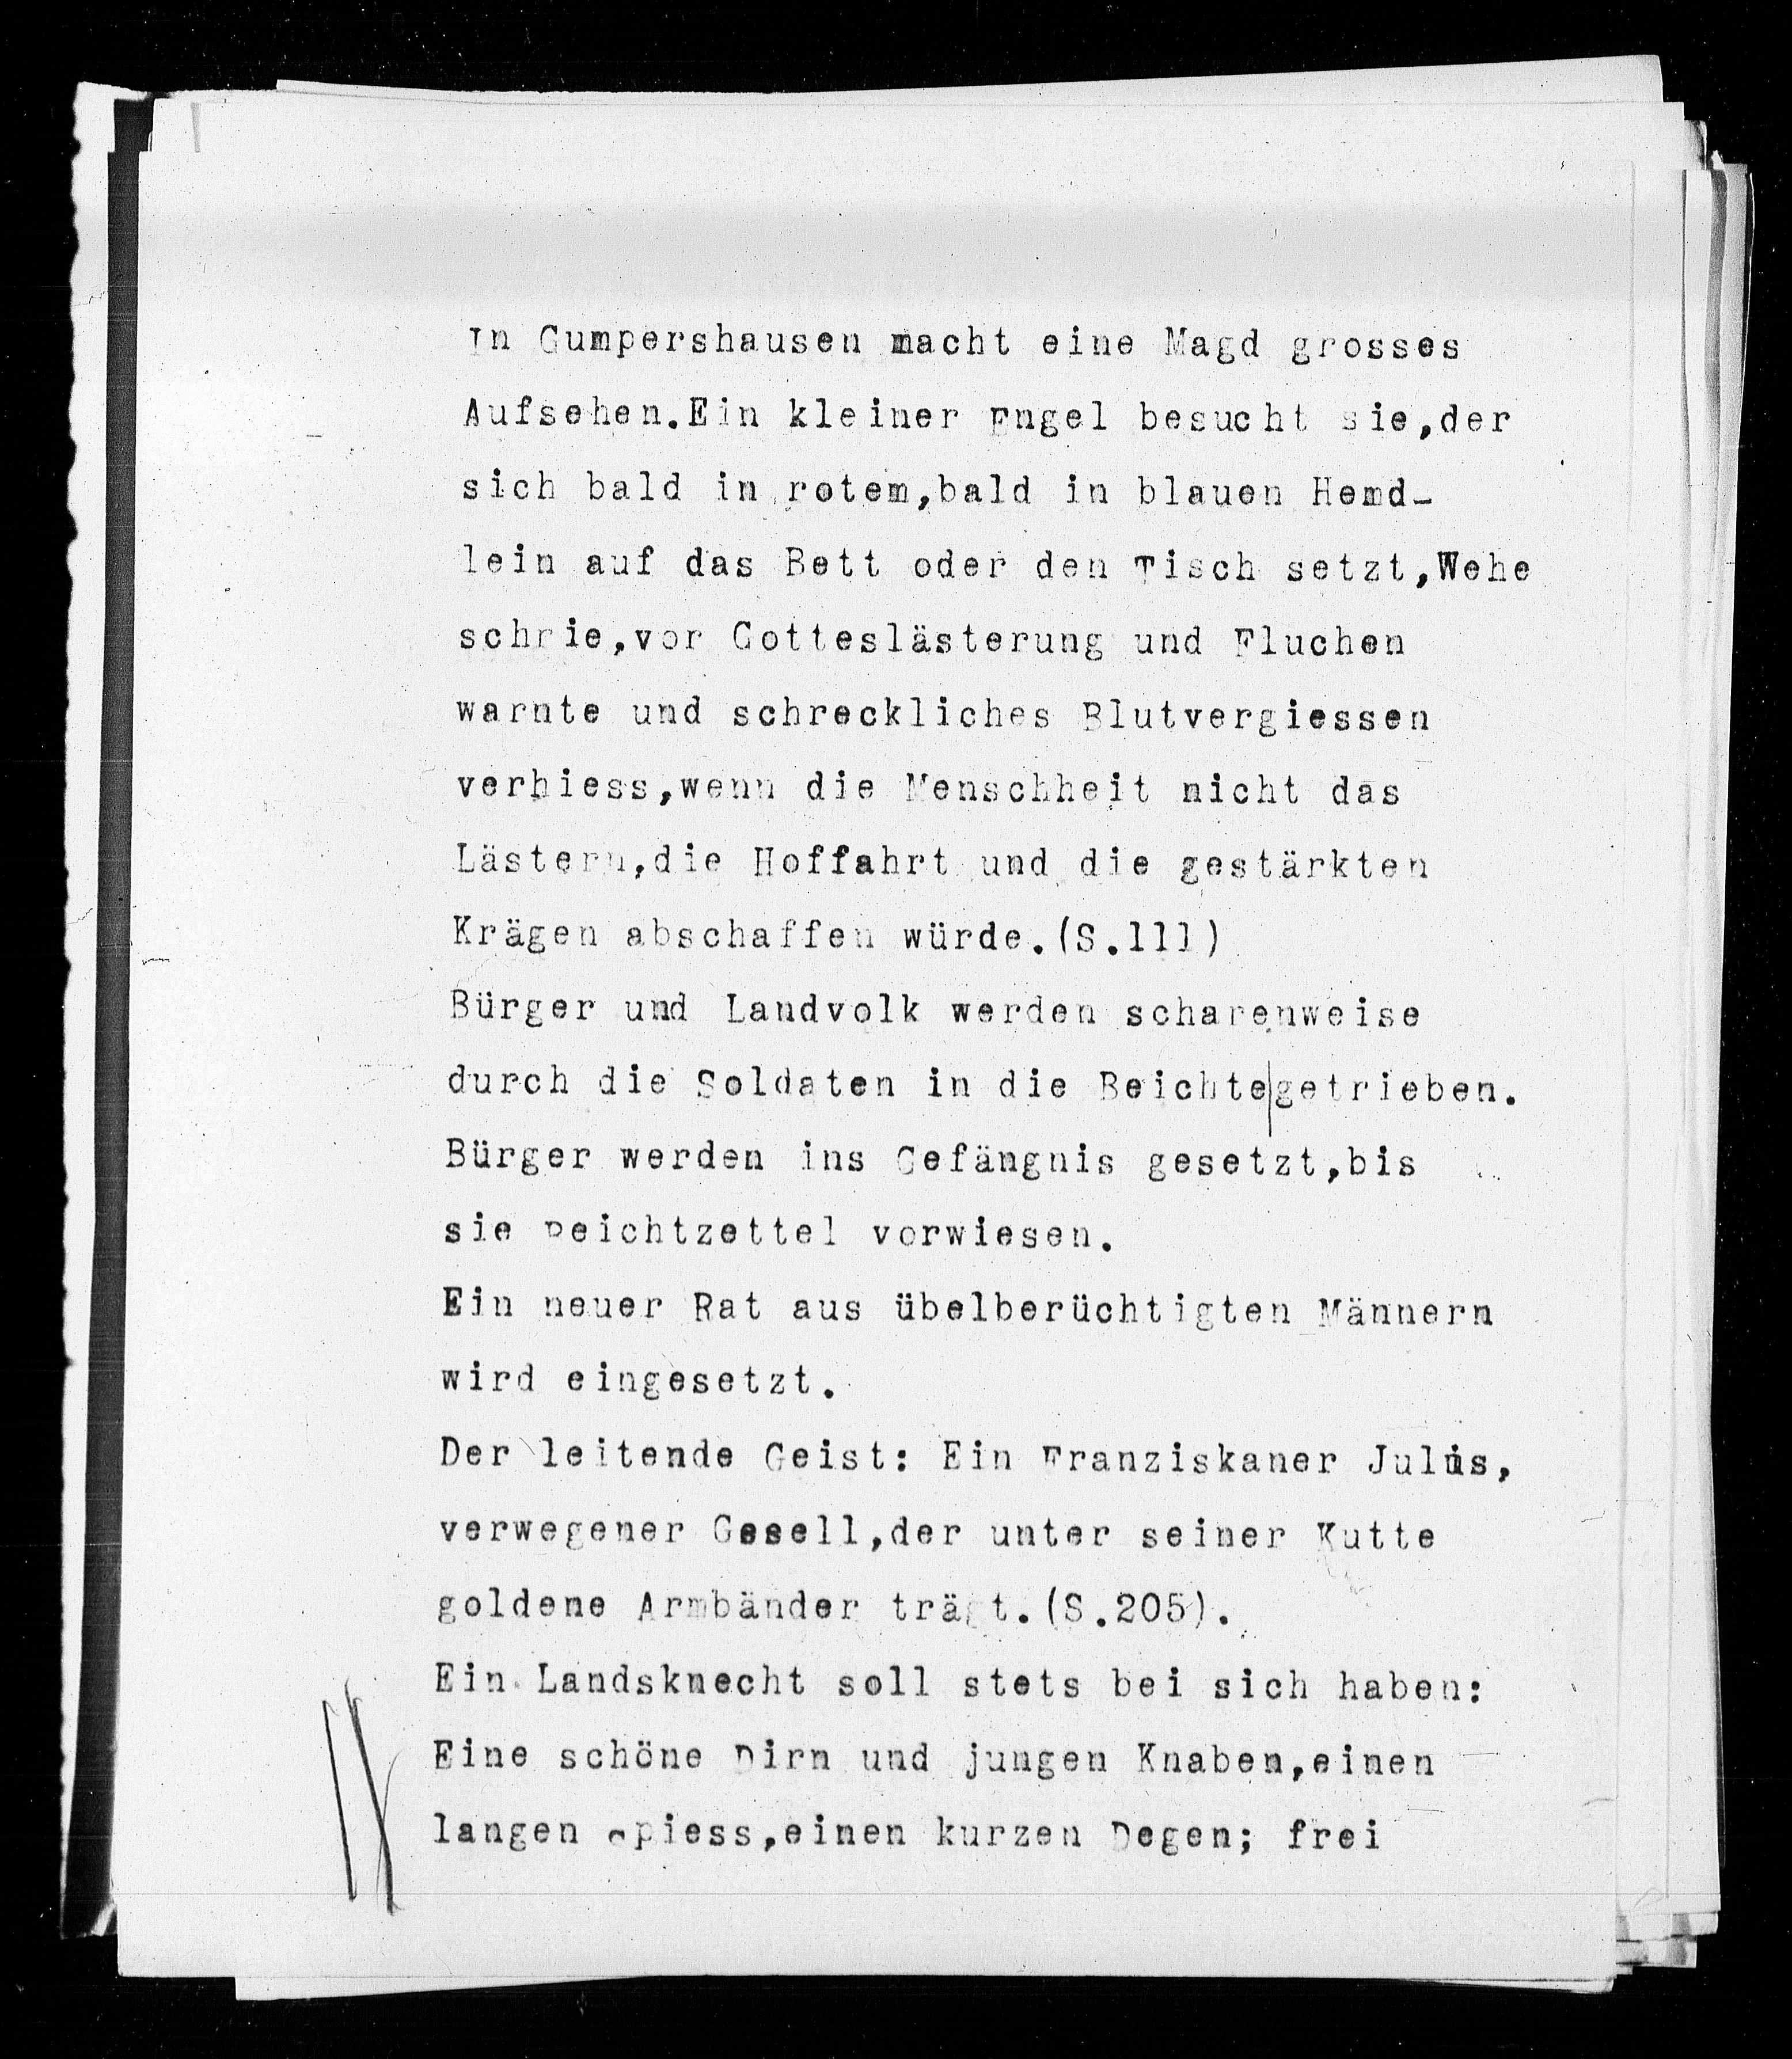 In Gumpershausen macht eine Magd grosses
Aufsehen.Ein kleiner Engel besucht sie,der
sich bald in rotem,bald in blauen Hemd-
lein auf das Bett oder den Tisch setzt,Wehe
schrie,vor Gotteslästerung und Fluchen
warnte und schreckliches Blutvergiessen
verhiess,wenn die Menschheit nicht das
Lästern,die Hoffahrt und die gestärkten
Krägen abschaffen würde.(S.111)
Bürger und Landvolk werden scharenweise
durch die Soldaten in die Beichte|getrieben.
Bürger werden ins Gefängnis gesetzt,bis
sie Beichtzettel vorwiesen.
Ein neuer Rat aus übelberüchtigten Männern
wird eingesetzt.
Der leitende Geist: Ein Franziskaner Julius,
verwegener Gesell,der unter seiner Kutte
goldene Armbänder trägt.(S.205).
Ein Landsknecht soll stets bei sich haben:
Eine schöne Dirn und jungen Knaben,einen
langen Spiess,einen kurzen Degen; frei